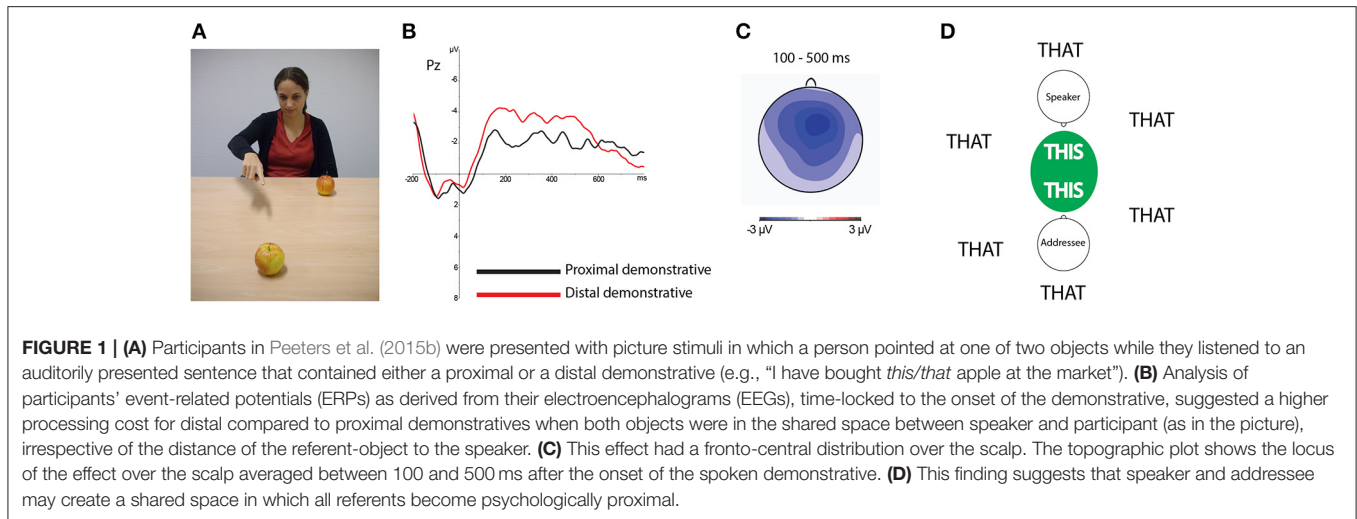 A
B
C
D
µV
Pz
-6
-4
-2
-200
200
400
600
ms
2
4
6
8
Proximal demonstrative
Distal demonstrative
100 - 500 ms
-3 µV
3 µV
THAT
Speaker
THAT
THAT
THIS
THIS
THAT
THAT
Addressee
THAT
FIGURE 1 | (A) Participants in Peeters et al. (2015b) were presented with picture stimuli in which a person pointed at one of two objects while they listened to an
auditorily presented sentence that contained either a proximal or a distal demonstrative (e.g., “I have bought this/that apple at the market”). (B) Analysis of
participants’ event-related potentials (ERPs) as derived from their electroencephalograms (EEGs), time-locked to the onset of the demonstrative, suggested a higher
processing cost for distal compared to proximal demonstratives when both objects were in the shared space between speaker and participant (as in the picture),
irrespective of the distance of the referent-object to the speaker. (C) This effect had a fronto-central distribution over the scalp. The topographic plot shows the locus
of the effect over the scalp averaged between 100 and 500 ms after the onset of the spoken demonstrative. (D) This finding suggests that speaker and addressee
may create a shared space in which all referents become psychologically proximal.